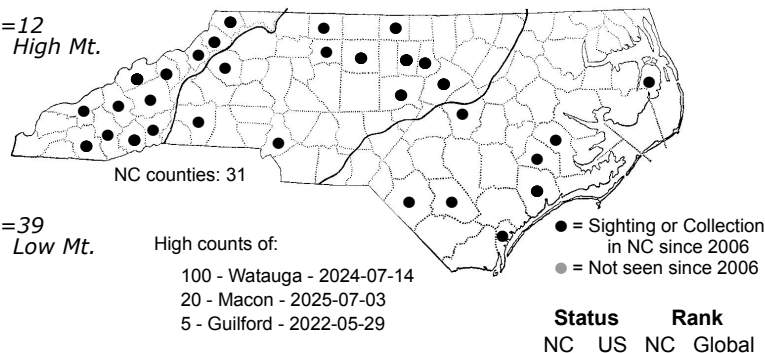 =12
High Mt.
NC counties: 31
=39
Low Mt.
High counts of:
100 - Watauga - 2024-07-14
20 - Macon - 2025-07-03
5 - Guilford - 2022-05-29
● = Sighting or Collection
in NC since 2006
● = Not seen since 2006
Status Rank
NC US NC Global